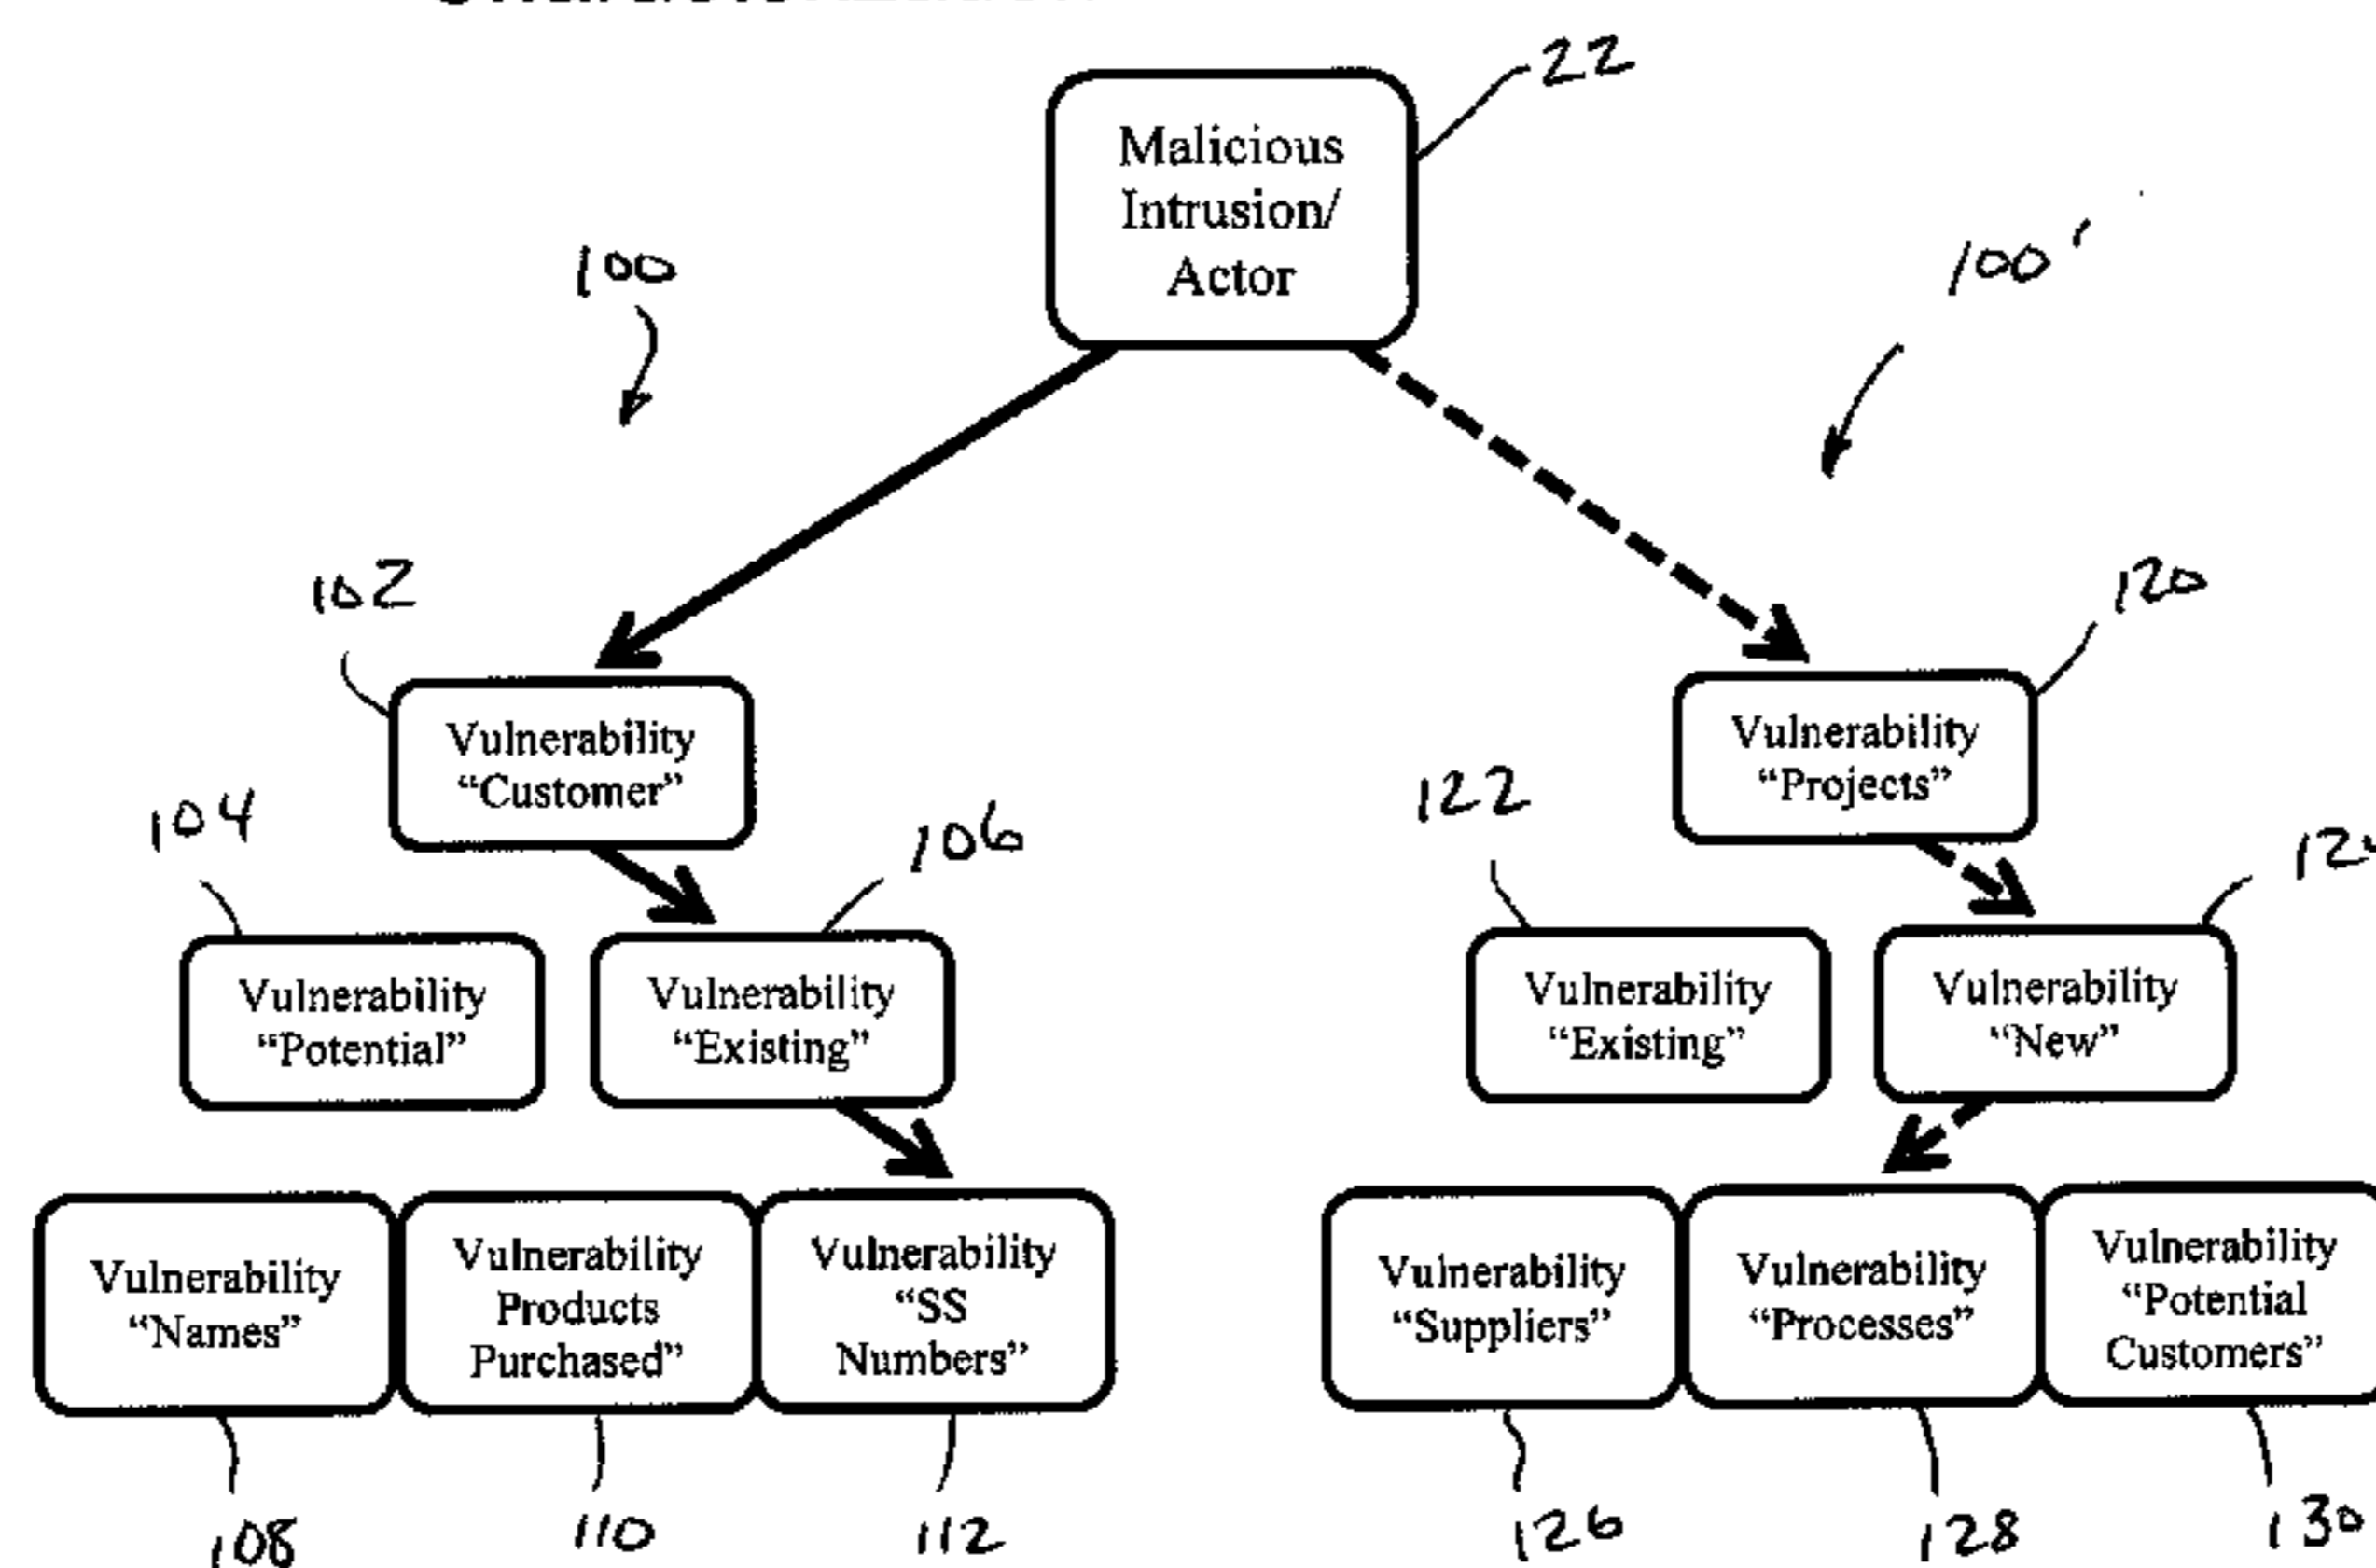 22
Malicious
Intrusion/
Actor
100
100'
102
120
Vulnerability
“Customer”
Vulnerability
“Projects”
104
106
122
Vulnerability
“Potential”
Vulnerability
“Existing”
Vulnerability
“Existing”
Vulnerability
“New”
Vulnerability
“Names”
Vulnerability
Products
Purchased”
Vulnerability
“SS
Numbers”
Vulnerability
“Suppliers”
Vulnerability
“Processes”
Vulnerability
“Potential
Customers”
108
110
112
126
128
130